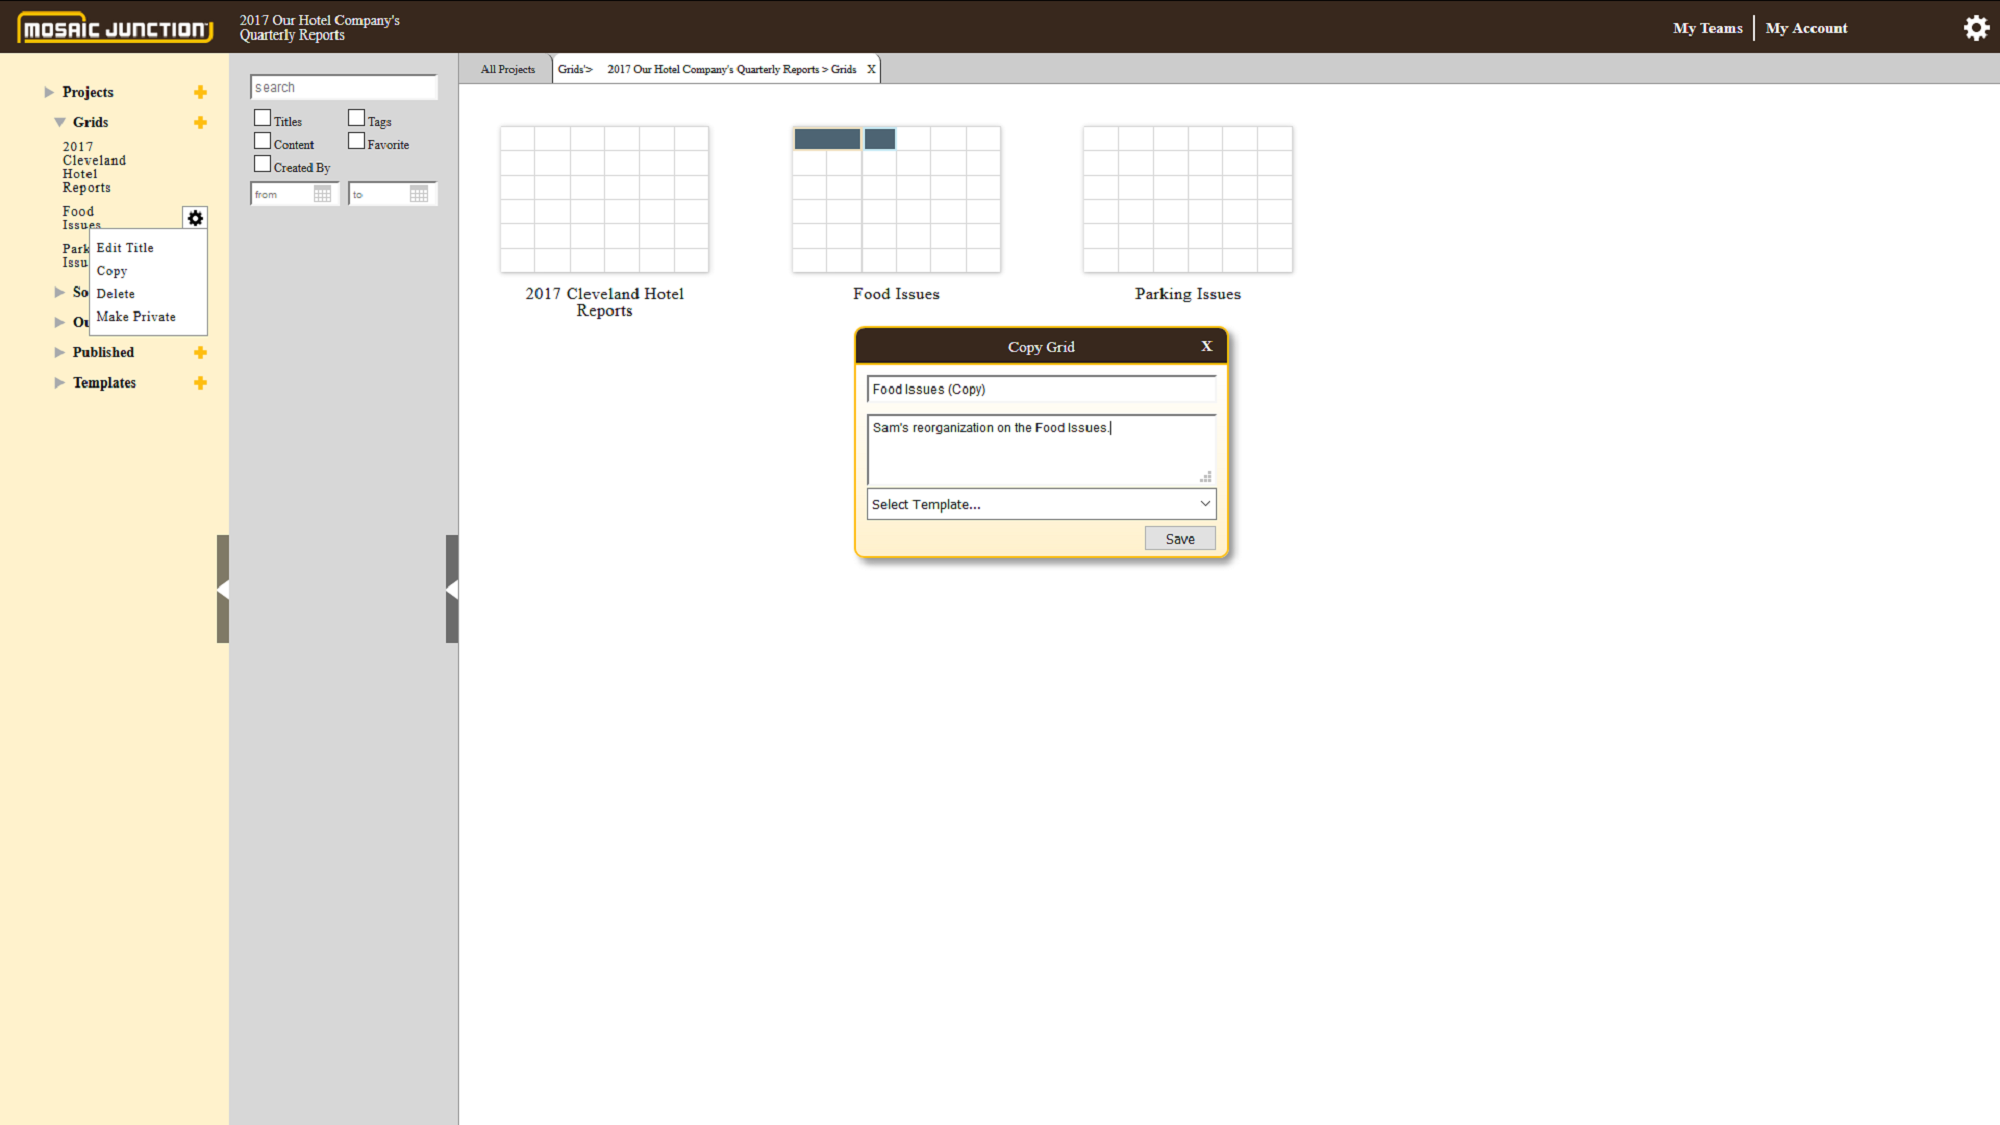 MOSAIC JUNCTION
2017 Our Hotel Company's
Quarterly Reports
My Teams
My Account
Projects
Grids
2017
Cleveland
Hotel
Reports
Food
Issues
Park
Issu
Edit Title
Copy
Delete
Make Private
So
Ou
Published
Templates
search
Titles
Tags
Content
Favorite
Created By
from
to
All Projects
Grids'> 2017 Our Hotel Company's Quarterly Reports > Grids X
2017 Cleveland Hotel
Reports
Food Issues
Parking Issues
Copy Grid X
Food Issues (Copy)
Sam's reorganization on the Food Issues.
Select Template...
Save